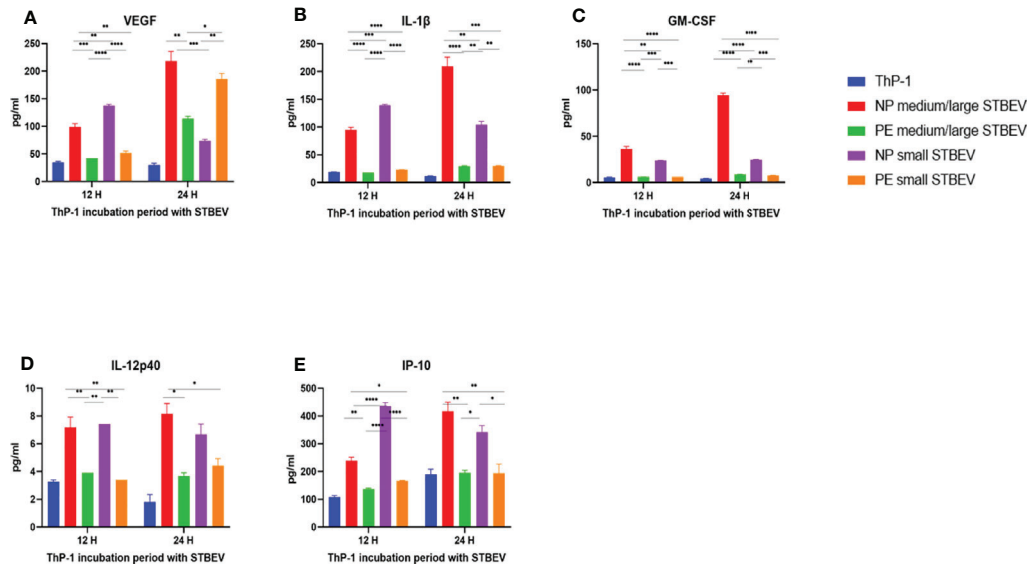 A
VEGF
**
**
***
****
****
*
**
**
***
250
200
150
100
50
0
pg/ml
12 H
24 H
ThP-1 incubation period with STBEV
B
IL-1β
****
***
****
****
****
***
**
****
**
**
250
200
150
100
50
0
pg/ml
12 H
24 H
ThP-1 incubation period with STBEV
C
GM-CSF
****
**
***
****
***
****
****
****
***
**
150
100
50
0
pg/ml
12 H
24 H
ThP-1 incubation period with STBEV
ThP-1
NP medium/large STBEV
PE medium/large STBEV
NP small STBEV
PE small STBEV
D
IL-12p40
**
**
**
**
*
*
10
8
6
4
2
0
pg/ml
12 H
24 H
ThP-1 incubation period with STBEV
E
IP-10
*
****
**
****
****
**
**
*
*
500
400
300
200
100
0
pg/ml
12 H
24 H
ThP-1 incubation period with STBEV